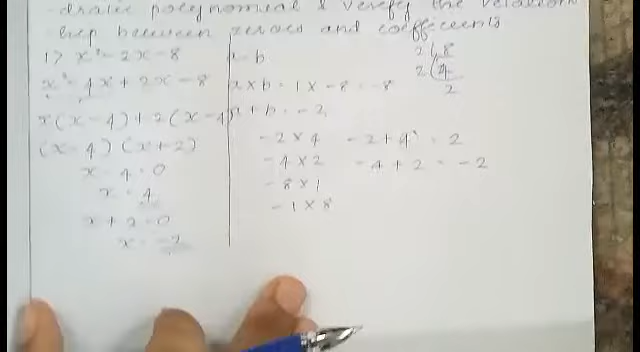 -dratic polynomial & verify the relation
-ship between zeroes and coefficients
1) x² - 2x - 8
x² - 4x + 2x - 8
x(x - 4) + 2(x - 4)
(x - 4) (x + 2)
x - 4 = 0
x = 4
x + 2 = 0
x = -2
a × b = 1 × -8 = -8
a + b = -2
-2 × 4   -2 + 4 = 2
-4 × 2   -4 + 2 = -2
-8 × 1
-1 × 8
2 | 8
2 | 4
2